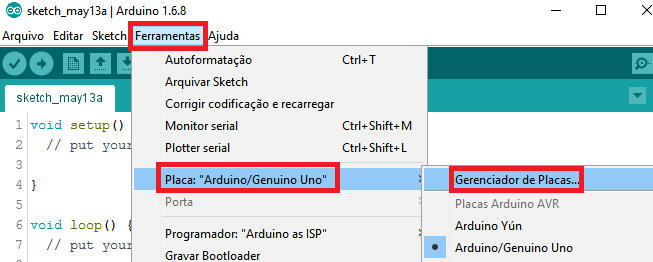 sketch_may13a | Arduino 1.6.8
Arquivo Editar Sketch Ferramentas Ajuda
sketch_may13a
Autoformatação Ctrl+T
Arquivar Sketch
Corrigir codificação e recarregar
Monitor serial Ctrl+Shift+M
Plotter serial Ctrl+Shift+L
Placa: "Arduino/Genuino Uno"
Porta
Programador: "Arduino as ISP"
Gravar Bootloader
Gerenciador de Placas...
Placas Arduino AVR
Arduino Yún
Arduino/Genuino Uno
1 void setup()
2 // put your
3
4 }
5
6 void loop() {
7 // put your